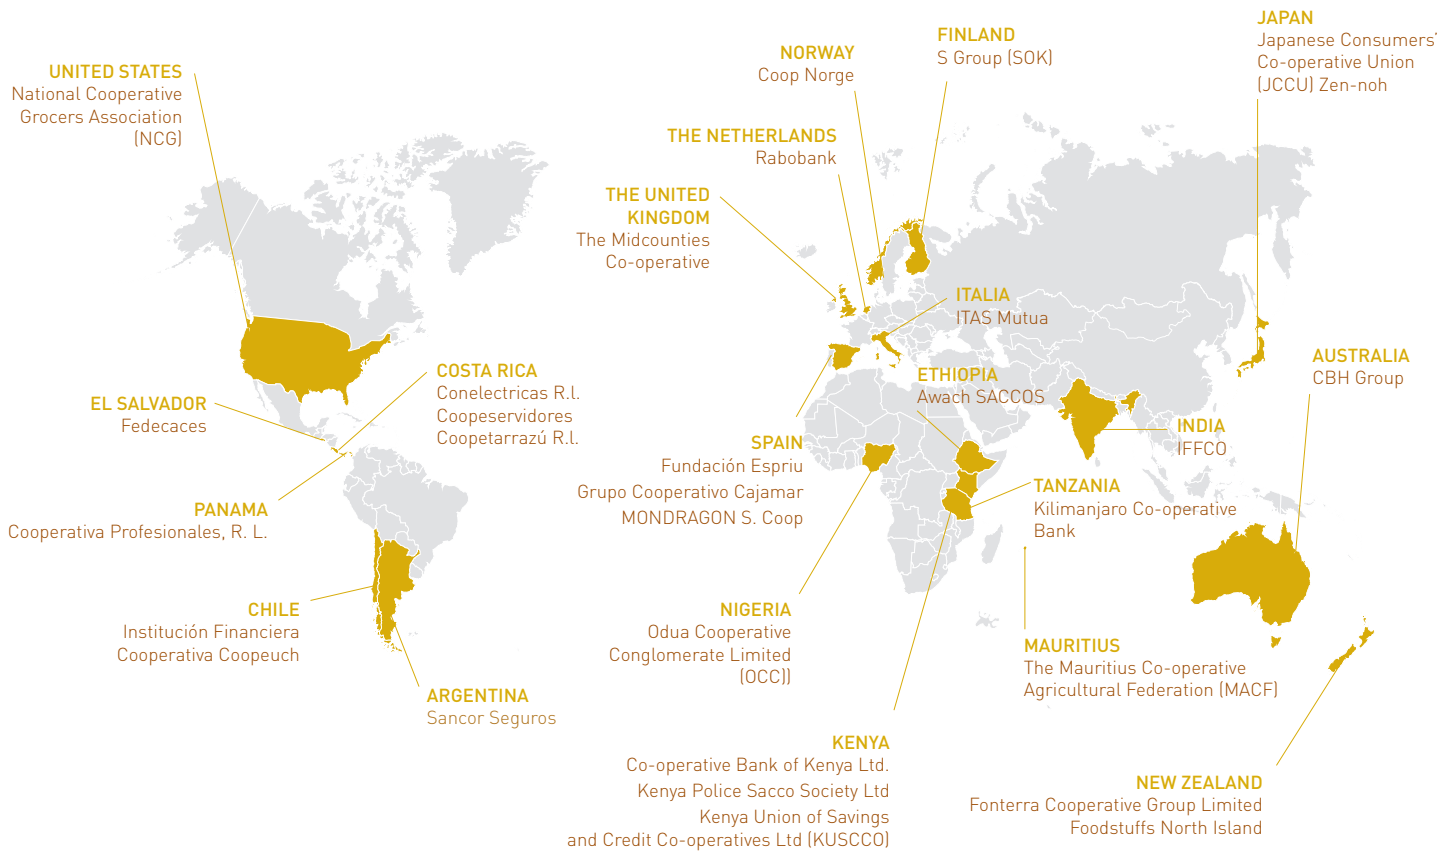 UNITED STATES
National Cooperative
Grocers Association
(NCG)
EL SALVADOR
Fedecaces
COSTA RICA
Conelectricas R.l.
Coopeservidores
Coopetarrazú R.l.
PANAMA
Cooperativa Profesionales, R. L.
CHILE
Institución Financiera
Cooperativa Coopeuch
ARGENTINA
Sancor Seguros
NORWAY
Coop Norge
FINLAND
S Group (SOK)
THE NETHERLANDS
Rabobank
THE UNITED
KINGDOM
The Midcounties
Co-operative
ITALIA
ITAS Mutua
ETHIOPIA
Awach SACCOS
SPAIN
Fundación Espriu
Grupo Cooperativo Cajamar
MONDRAGON S. Coop
NIGERIA
Odua Cooperative
Conglomerate Limited
(OCC))
KENYA
Co-operative Bank of Kenya Ltd.
Kenya Police Sacco Society Ltd
Kenya Union of Savings
and Credit Co-operatives Ltd (KUSCCO)
JAPAN
Japanese Consumers’
Co-operative Union
(JCCU) Zen-noh
AUSTRALIA
CBH Group
INDIA
IFFCO
TANZANIA
Kilimanjaro Co-operative
Bank
MAURITIUS
The Mauritius Co-operative
Agricultural Federation (MACF)
NEW ZEALAND
Fonterra Cooperative Group Limited
Foodstuffs North Island